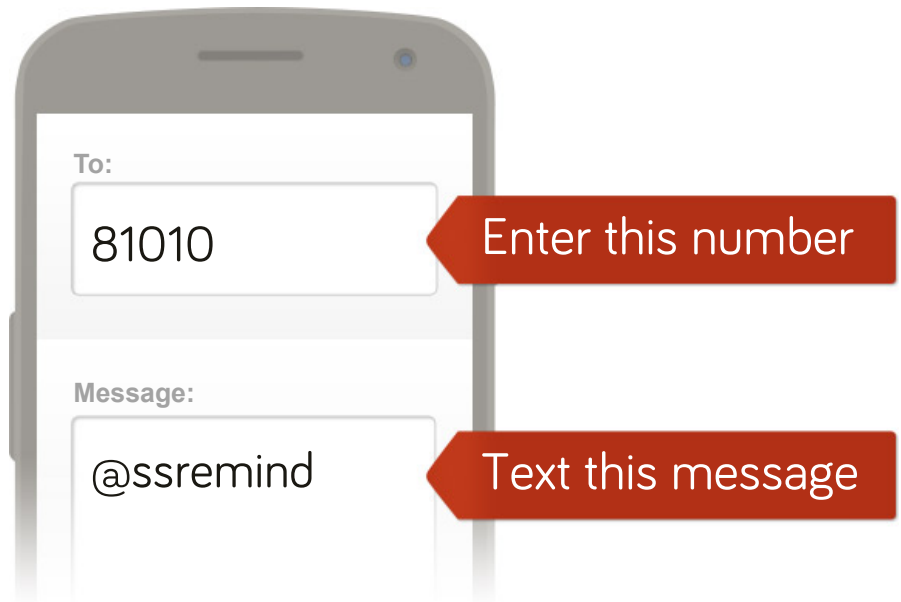 To:
81010
Enter this number
Message:
@ssremind
Text this message